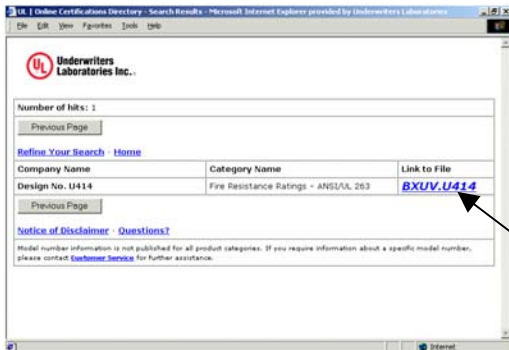 UL | Online Certifications Directory - Search Results - Microsoft Internet Explorer provided by Underwriters Laboratories
File Edit View Favorites Tools Help
UL
Underwriters
Laboratories Inc.
Number of hits: 1
Previous Page
Refine Your Search - Home
Company Name Category Name Link to File
Design No. U414 Fire Resistance Ratings - ANSI/UL 263 BXUV.U414
Previous Page
Notice of Disclaimer - Questions?
Model number information is not published for all product categories. If you require information about a specific model number,
please contact Customer Service for further assistance.
Internet